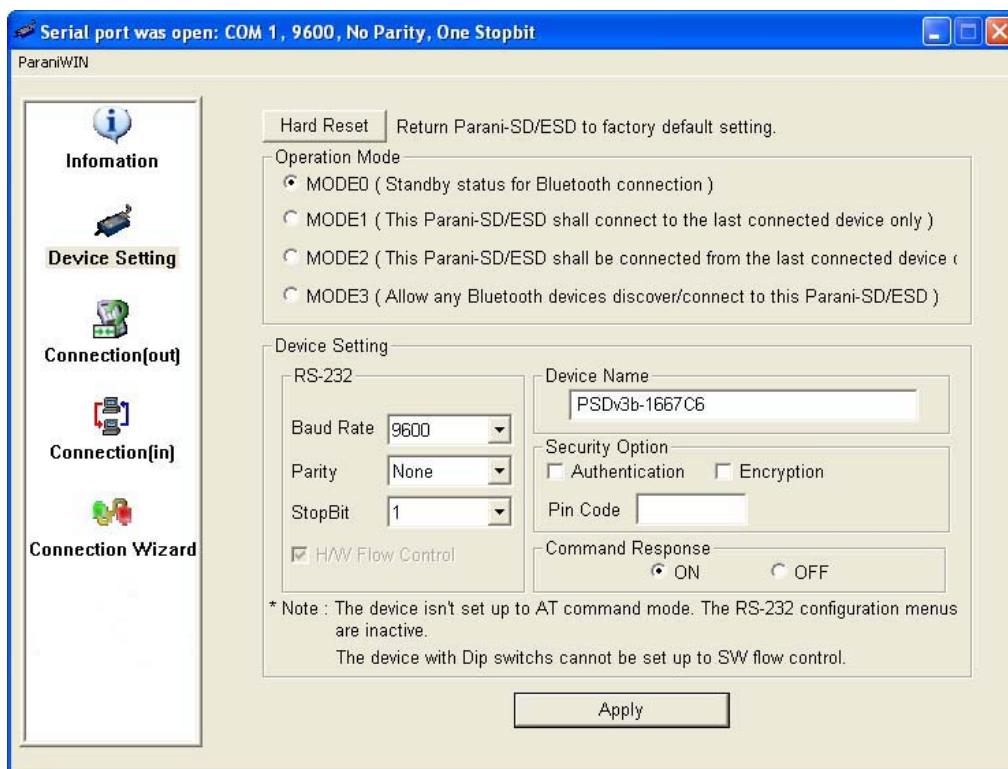 Serial port was open: COM 1, 9600, No Parity, One Stopbit
ParaniWIN
Infomation
Device Setting
Connection(out)
Connection(in)
Connection Wizard
Hard Reset Return Parani-SD/ESD to factory default setting.
Operation Mode
MODE0 ( Standby status for Bluetooth connection )
MODE1 ( This Parani-SD/ESD shall connect to the last connected device only )
MODE2 ( This Parani-SD/ESD shall be connected from the last connected device
MODE3 ( Allow any Bluetooth devices discover/connect to this Parani-SD/ESD )
Device Setting
RS-232
Baud Rate 9600
Parity None
StopBit 1
H/W Flow Control
Device Name
PSDv3b-1667C6
Security Option
Authentication Encryption
Pin Code
Command Response
ON OFF
* Note : The device isn't set up to AT command mode. The RS-232 configuration menus
are inactive.
The device with Dip switchs cannot be set up to SW flow control.
Apply